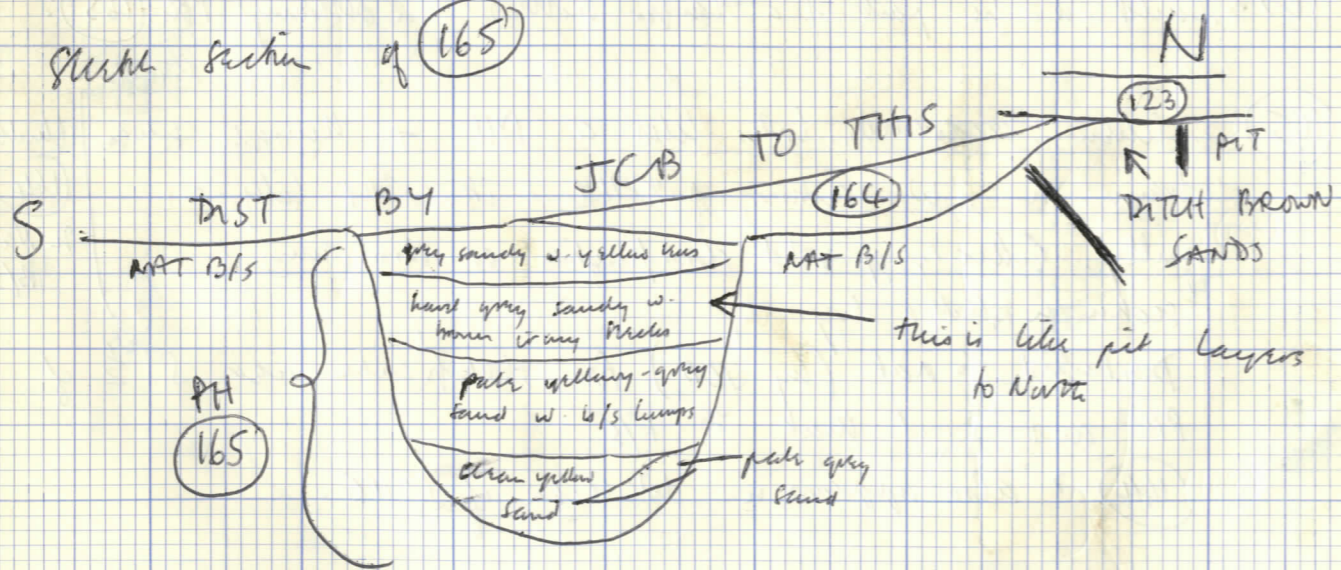 Sketch Section of 165
N
123
PIT
DITCH BROWN
SANDS
S DIST BY JCB TO THIS
164
NAT B/S
NAT B/S
grey sandy w. yellow
hard grey sandy w.
brown irony flecks
this is like pit layers
to North
pale yellowy-grey
sand w. b/s lumps
PH
165
clean yellow
sand
pale grey
sand